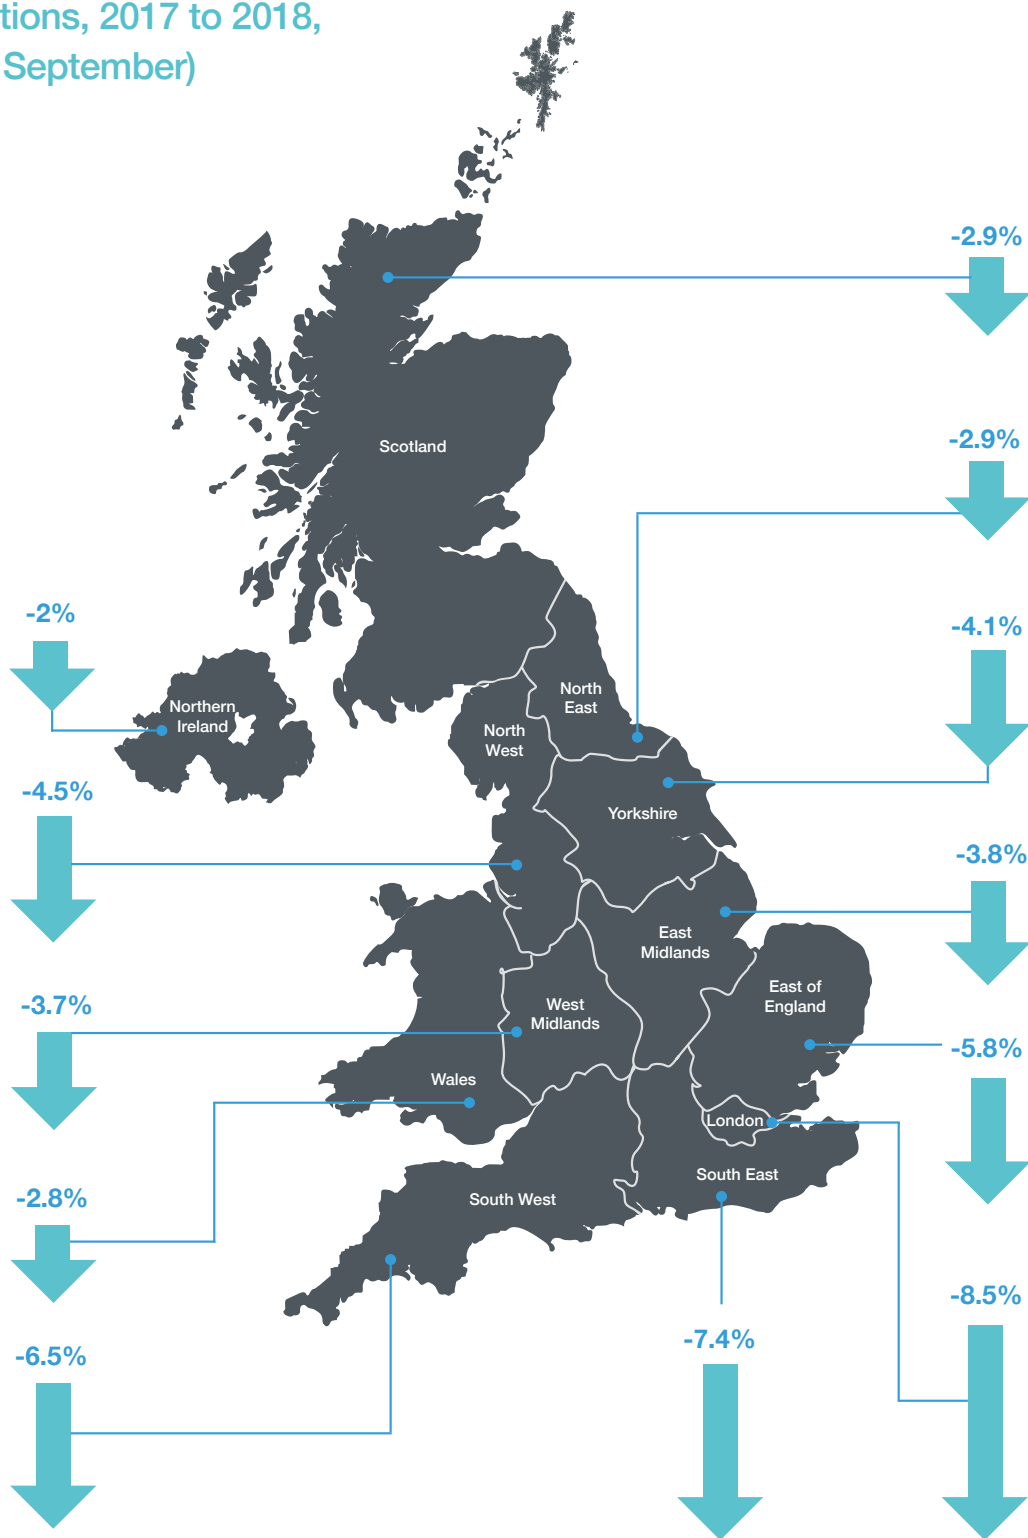 tions, 2017 to 2018,
September)
-2.9%
Scotland
-2.9%
-2%
-4.1%
North
East
Northern
Ireland
North
West
-4.5%
Yorkshire
-3.8%
East
Midlands
East of
England
-3.7%
West
Midlands
-5.8%
Wales
London
South East
-2.8%
South West
-8.5%
-7.4%
-6.5%